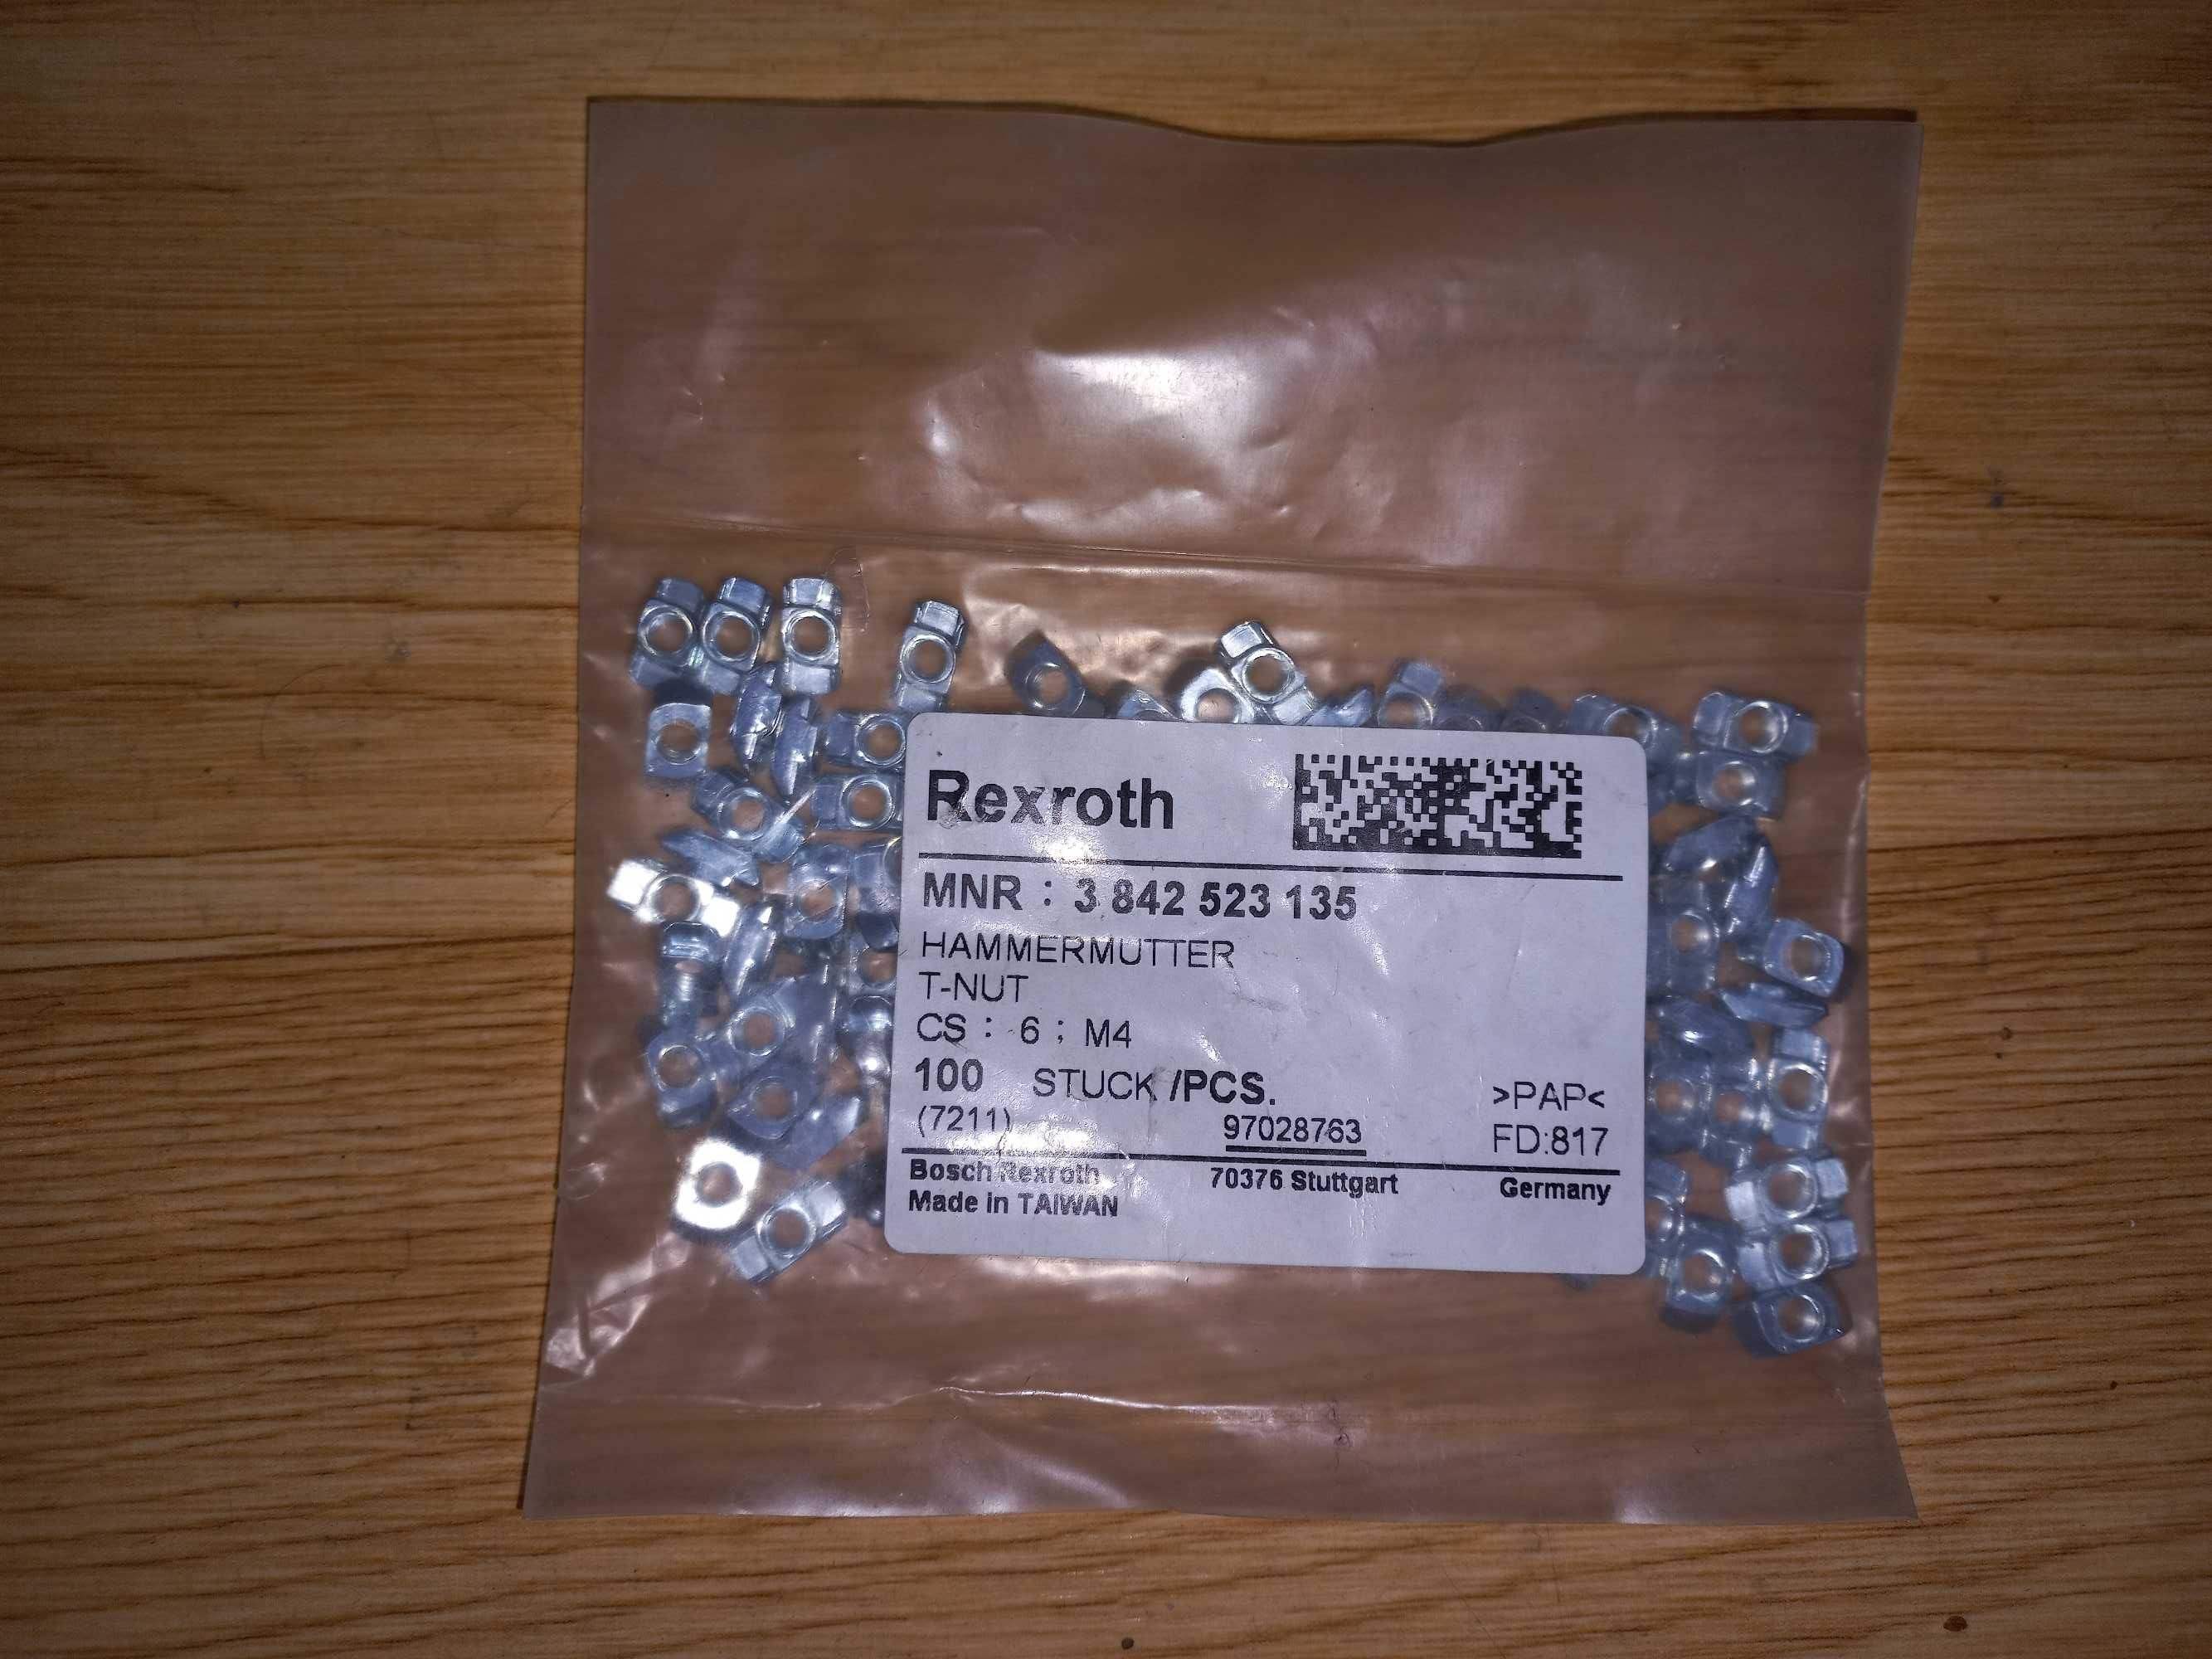 Rexroth
MNR : 3 842 523 135
HAMMERMUTTER
T-NUT
CS : 6 ; M4
100 STUCK /PCS. >PAP<
(7211) 97028763 FD:817
Bosch Rexroth 70376 Stuttgart Germany
Made in TAIWAN